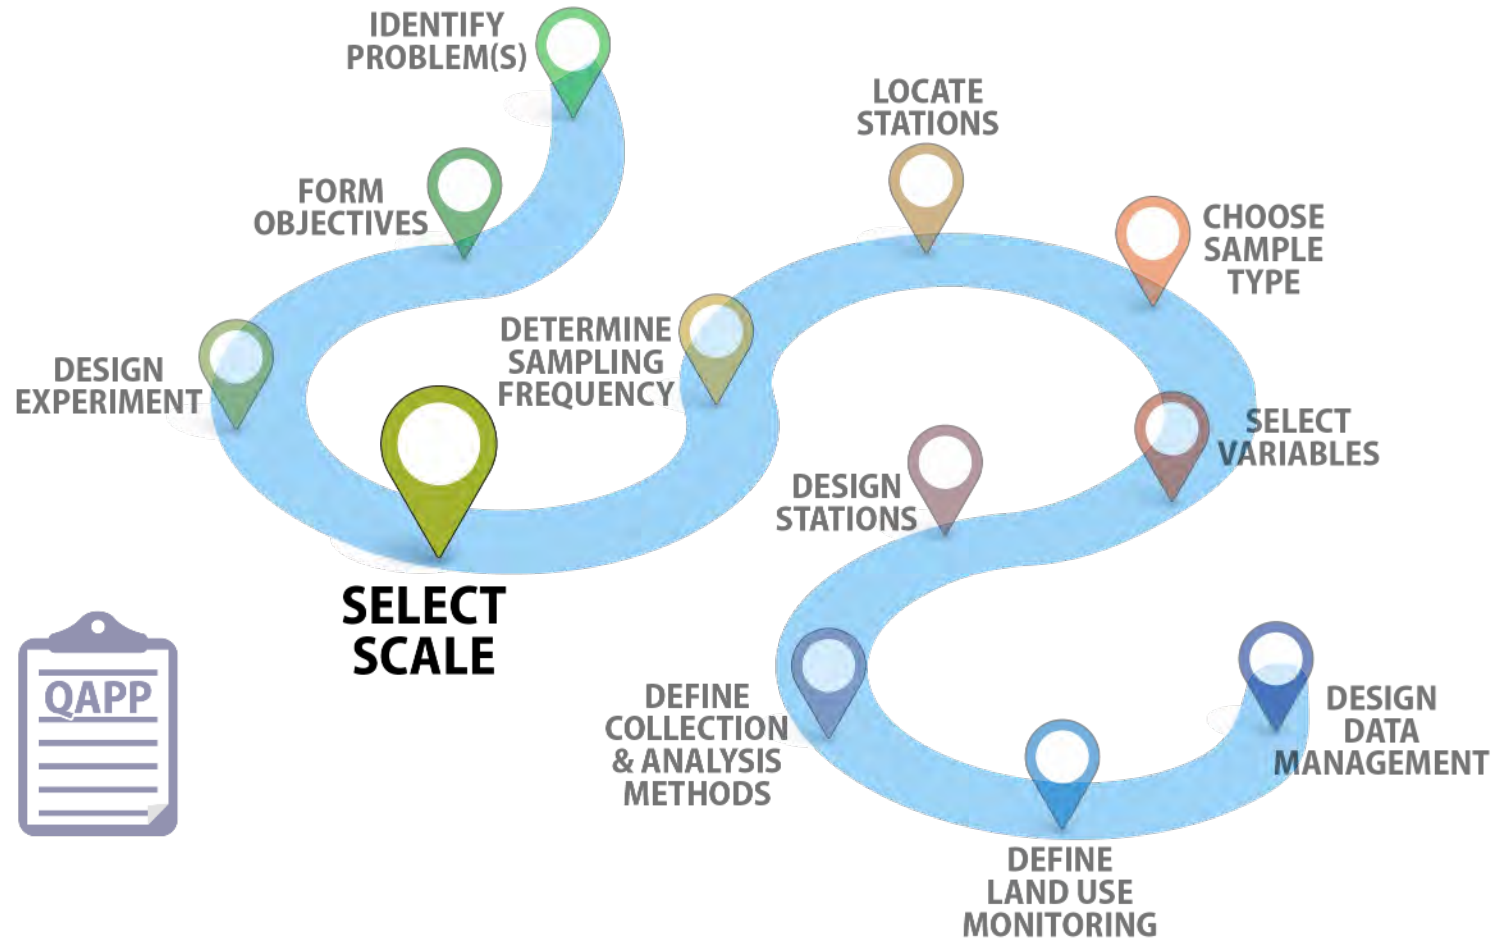 IDENTIFY
PROBLEM(S)
FORM
OBJECTIVES
DESIGN
EXPERIMENT
SELECT
SCALE
DETERMINE
SAMPLING
FREQUENCY
LOCATE
STATIONS
CHOOSE
SAMPLE
TYPE
SELECT
VARIABLES
DESIGN
STATIONS
DEFINE
COLLECTION
& ANALYSIS
METHODS
DEFINE
LAND USE
MONITORING
DESIGN
DATA
MANAGEMENT
QAPP